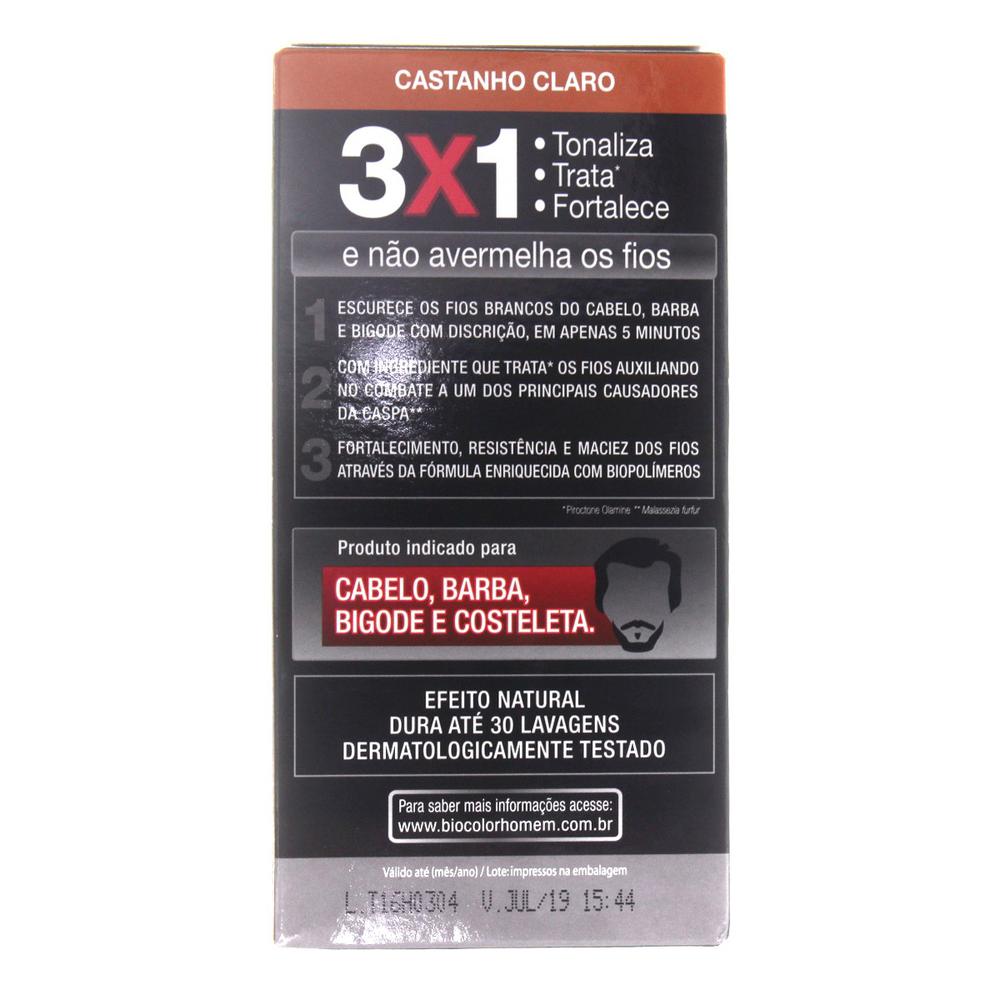 CASTANHO CLARO
3X1
• Tonaliza
• Trata*
• Fortalece
e não avermelha os fios
1 ESCURECE OS FIOS BRANCOS DO CABELO, BARBA
E BIGODE COM DISCRIÇÃO, EM APENAS 5 MINUTOS
2 COM INGREDIENTE QUE TRATA* OS FIOS AUXILIANDO
NO COMBATE A UM DOS PRINCIPAIS CAUSADORES
DA CASPA**
3 FORTALECIMENTO, RESISTÊNCIA E MACIEZ DOS FIOS
ATRAVÉS DA FÓRMULA ENRIQUECIDA COM BIOPOLÍMEROS
*Piroctone Olamine ** Malassezia furfur
Produto indicado para
CABELO, BARBA,
BIGODE E COSTELETA.
EFEITO NATURAL
DURA ATÉ 30 LAVAGENS
DERMATOLOGICAMENTE TESTADO
Para saber mais informações acesse:
www.biocolorhomem.com.br
Válido até (mês/ano) / Lote: impressos na embalagem
L.T16H0304 V.JUL/19 15:44